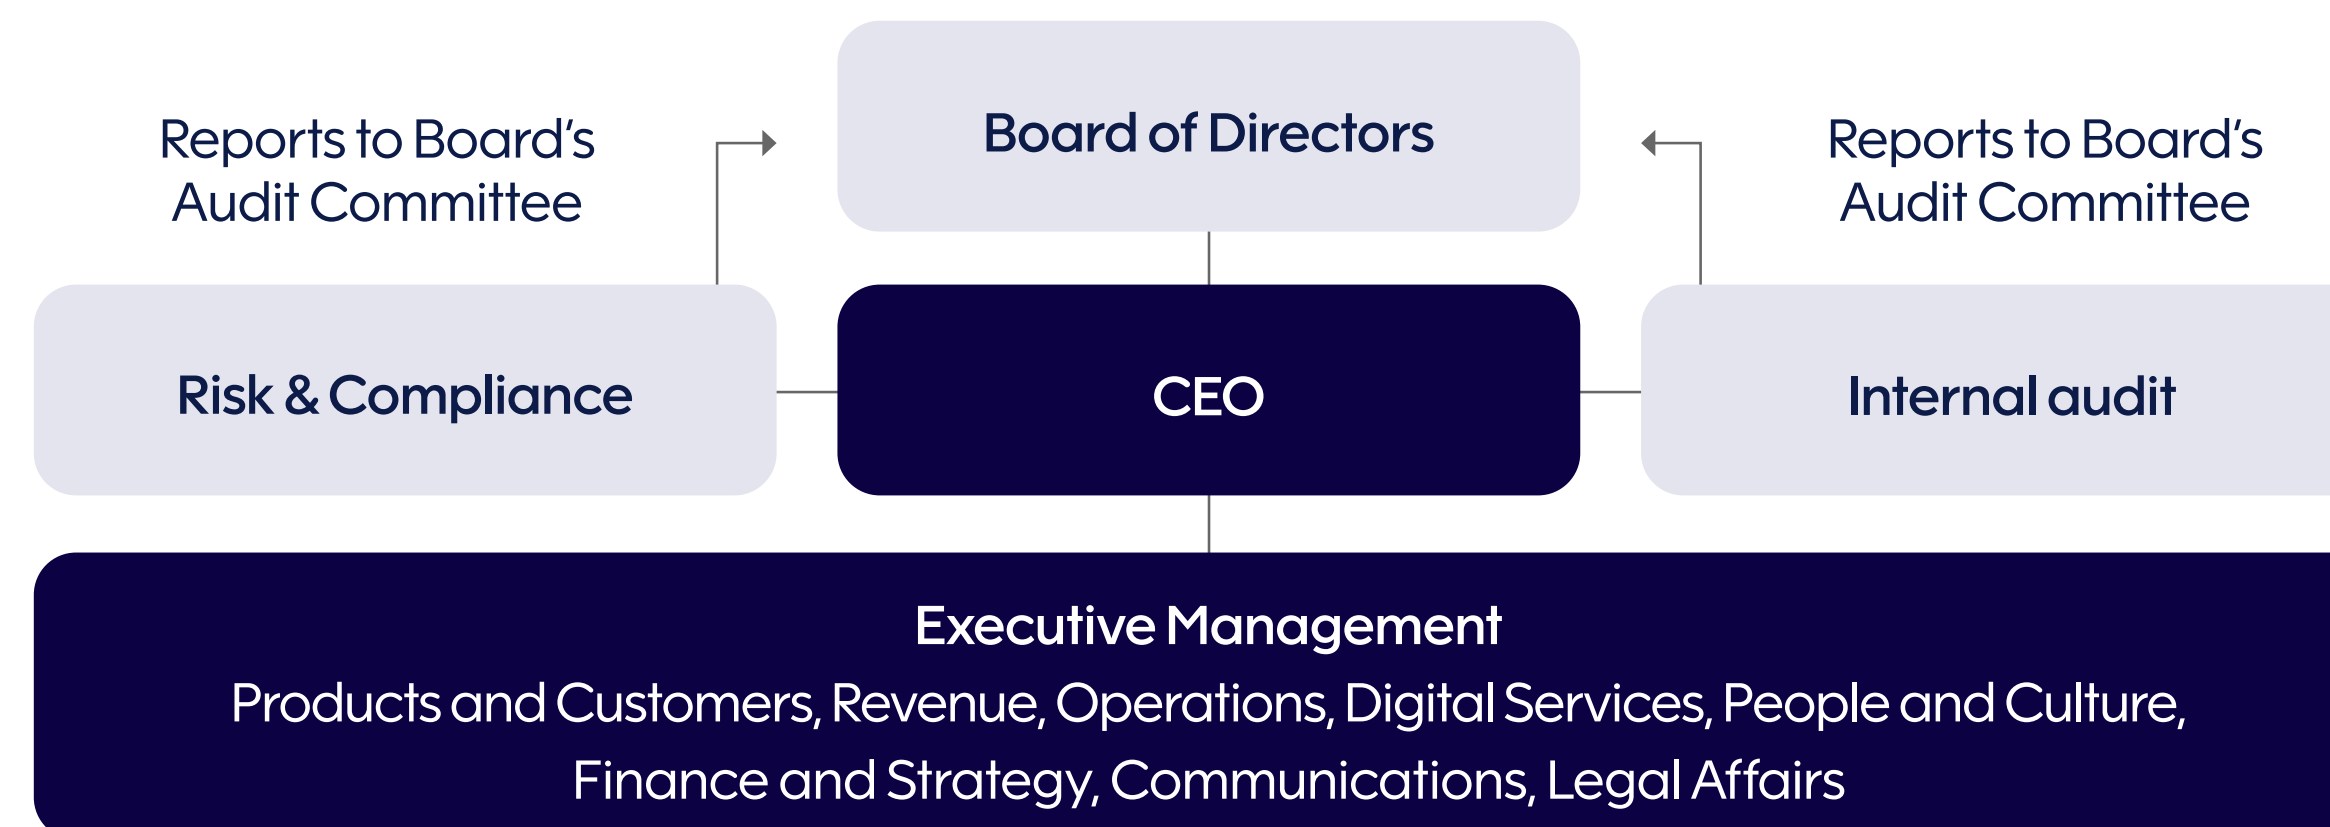 Board of Directors
Reports to Board's
Audit Committee
Reports to Board's
Audit Committee
Risk & Compliance
CEO
Internal audit
Executive Management
Products and Customers, Revenue, Operations, Digital Services, People and Culture,
Finance and Strategy, Communications, Legal Affairs